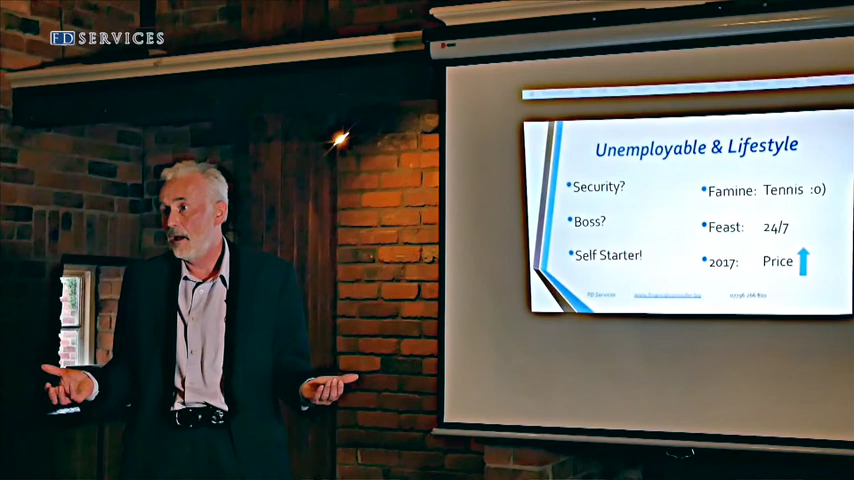 FD SERVICES
Unemployable & Lifestyle
•Security?
•Boss?
•Self Starter!
•Famine: Tennis :o)
•Feast: 24/7
•2017: Price
FD Services